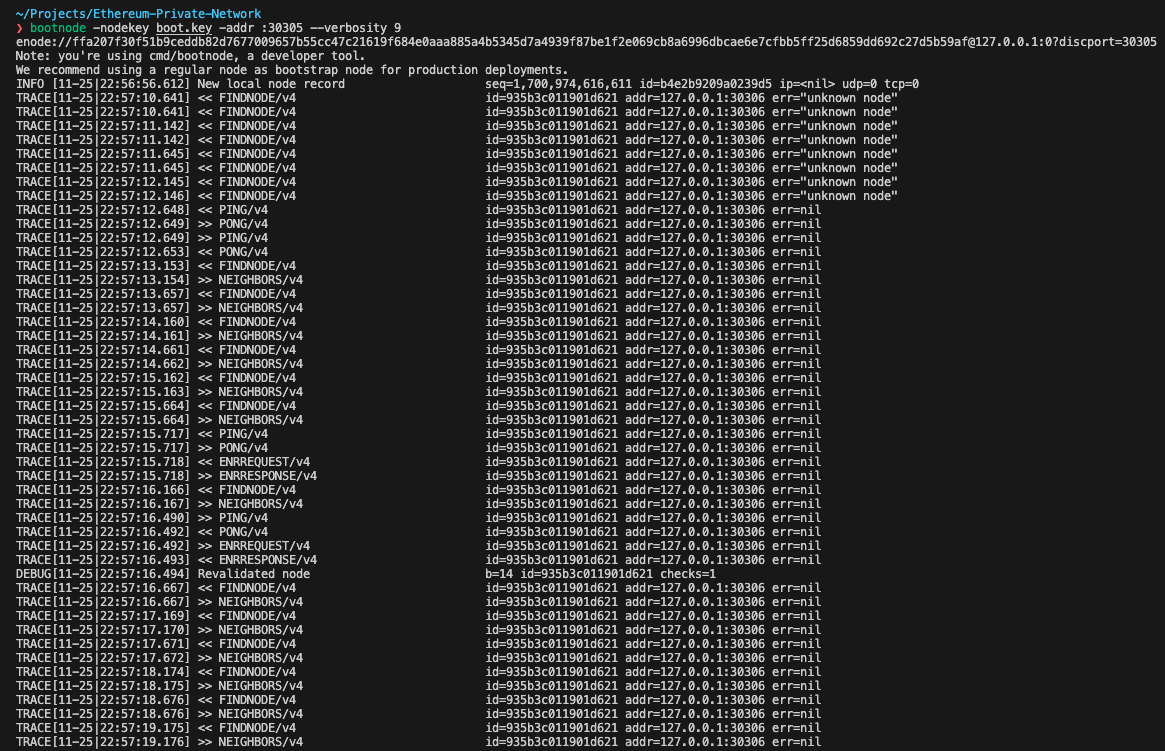 ~/Projects/Ethereum-Private-Network
❯ bootnode -nodekey boot.key -addr :30305 --verbosity 9
enode://ffa207f30f51b9ceddb82d7677009657b55cc47c21619f684e0aaa885a4b5345d7a4939f87be1f2e069cb8a6996dbcae6e7cfbb5ff25d6859dd692c27d5b59af@127.0.0.1:0?discport=30305
Note: you're using cmd/bootnode, a developer tool.
We recommend using a regular node as bootstrap node for production deployments.
INFO [11-25|22:56:56.612] New local node record seq=1,700,974,616,611 id=b4e2b9209a0239d5 ip=<nil> udp=0 tcp=0
TRACE[11-25|22:57:10.641] << FINDNODE/v4 id=935b3c011901d621 addr=127.0.0.1:30306 err="unknown node"
TRACE[11-25|22:57:10.641] << FINDNODE/v4 id=935b3c011901d621 addr=127.0.0.1:30306 err="unknown node"
TRACE[11-25|22:57:11.142] << FINDNODE/v4 id=935b3c011901d621 addr=127.0.0.1:30306 err="unknown node"
TRACE[11-25|22:57:11.142] << FINDNODE/v4 id=935b3c011901d621 addr=127.0.0.1:30306 err="unknown node"
TRACE[11-25|22:57:11.645] << FINDNODE/v4 id=935b3c011901d621 addr=127.0.0.1:30306 err="unknown node"
TRACE[11-25|22:57:11.645] << FINDNODE/v4 id=935b3c011901d621 addr=127.0.0.1:30306 err="unknown node"
TRACE[11-25|22:57:12.145] << FINDNODE/v4 id=935b3c011901d621 addr=127.0.0.1:30306 err="unknown node"
TRACE[11-25|22:57:12.146] << FINDNODE/v4 id=935b3c011901d621 addr=127.0.0.1:30306 err="unknown node"
TRACE[11-25|22:57:12.648] << PING/v4 id=935b3c011901d621 addr=127.0.0.1:30306 err=nil
TRACE[11-25|22:57:12.649] >> PONG/v4 id=935b3c011901d621 addr=127.0.0.1:30306 err=nil
TRACE[11-25|22:57:12.649] >> PING/v4 id=935b3c011901d621 addr=127.0.0.1:30306 err=nil
TRACE[11-25|22:57:12.653] << PONG/v4 id=935b3c011901d621 addr=127.0.0.1:30306 err=nil
TRACE[11-25|22:57:13.153] << FINDNODE/v4 id=935b3c011901d621 addr=127.0.0.1:30306 err=nil
TRACE[11-25|22:57:13.154] >> NEIGHBORS/v4 id=935b3c011901d621 addr=127.0.0.1:30306 err=nil
TRACE[11-25|22:57:13.657] << FINDNODE/v4 id=935b3c011901d621 addr=127.0.0.1:30306 err=nil
TRACE[11-25|22:57:13.657] >> NEIGHBORS/v4 id=935b3c011901d621 addr=127.0.0.1:30306 err=nil
TRACE[11-25|22:57:14.160] << FINDNODE/v4 id=935b3c011901d621 addr=127.0.0.1:30306 err=nil
TRACE[11-25|22:57:14.161] >> NEIGHBORS/v4 id=935b3c011901d621 addr=127.0.0.1:30306 err=nil
TRACE[11-25|22:57:14.661] << FINDNODE/v4 id=935b3c011901d621 addr=127.0.0.1:30306 err=nil
TRACE[11-25|22:57:14.662] >> NEIGHBORS/v4 id=935b3c011901d621 addr=127.0.0.1:30306 err=nil
TRACE[11-25|22:57:15.162] << FINDNODE/v4 id=935b3c011901d621 addr=127.0.0.1:30306 err=nil
TRACE[11-25|22:57:15.163] >> NEIGHBORS/v4 id=935b3c011901d621 addr=127.0.0.1:30306 err=nil
TRACE[11-25|22:57:15.664] << FINDNODE/v4 id=935b3c011901d621 addr=127.0.0.1:30306 err=nil
TRACE[11-25|22:57:15.664] >> NEIGHBORS/v4 id=935b3c011901d621 addr=127.0.0.1:30306 err=nil
TRACE[11-25|22:57:15.717] << PING/v4 id=935b3c011901d621 addr=127.0.0.1:30306 err=nil
TRACE[11-25|22:57:15.717] >> PONG/v4 id=935b3c011901d621 addr=127.0.0.1:30306 err=nil
TRACE[11-25|22:57:15.718] << ENRREQUEST/v4 id=935b3c011901d621 addr=127.0.0.1:30306 err=nil
TRACE[11-25|22:57:15.718] >> ENRRESPONSE/v4 id=935b3c011901d621 addr=127.0.0.1:30306 err=nil
TRACE[11-25|22:57:16.166] << FINDNODE/v4 id=935b3c011901d621 addr=127.0.0.1:30306 err=nil
TRACE[11-25|22:57:16.167] >> NEIGHBORS/v4 id=935b3c011901d621 addr=127.0.0.1:30306 err=nil
TRACE[11-25|22:57:16.490] >> PING/v4 id=935b3c011901d621 addr=127.0.0.1:30306 err=nil
TRACE[11-25|22:57:16.492] << PONG/v4 id=935b3c011901d621 addr=127.0.0.1:30306 err=nil
TRACE[11-25|22:57:16.492] >> ENRREQUEST/v4 id=935b3c011901d621 addr=127.0.0.1:30306 err=nil
TRACE[11-25|22:57:16.493] << ENRRESPONSE/v4 id=935b3c011901d621 addr=127.0.0.1:30306 err=nil
DEBUG[11-25|22:57:16.494] Revalidated node b=14 id=935b3c011901d621 checks=1
TRACE[11-25|22:57:16.667] << FINDNODE/v4 id=935b3c011901d621 addr=127.0.0.1:30306 err=nil
TRACE[11-25|22:57:16.667] >> NEIGHBORS/v4 id=935b3c011901d621 addr=127.0.0.1:30306 err=nil
TRACE[11-25|22:57:17.169] << FINDNODE/v4 id=935b3c011901d621 addr=127.0.0.1:30306 err=nil
TRACE[11-25|22:57:17.170] >> NEIGHBORS/v4 id=935b3c011901d621 addr=127.0.0.1:30306 err=nil
TRACE[11-25|22:57:17.671] << FINDNODE/v4 id=935b3c011901d621 addr=127.0.0.1:30306 err=nil
TRACE[11-25|22:57:17.672] >> NEIGHBORS/v4 id=935b3c011901d621 addr=127.0.0.1:30306 err=nil
TRACE[11-25|22:57:18.174] << FINDNODE/v4 id=935b3c011901d621 addr=127.0.0.1:30306 err=nil
TRACE[11-25|22:57:18.175] >> NEIGHBORS/v4 id=935b3c011901d621 addr=127.0.0.1:30306 err=nil
TRACE[11-25|22:57:18.676] << FINDNODE/v4 id=935b3c011901d621 addr=127.0.0.1:30306 err=nil
TRACE[11-25|22:57:18.676] >> NEIGHBORS/v4 id=935b3c011901d621 addr=127.0.0.1:30306 err=nil
TRACE[11-25|22:57:19.175] << FINDNODE/v4 id=935b3c011901d621 addr=127.0.0.1:30306 err=nil
TRACE[11-25|22:57:19.176] >> NEIGHBORS/v4 id=935b3c011901d621 addr=127.0.0.1:30306 err=nil